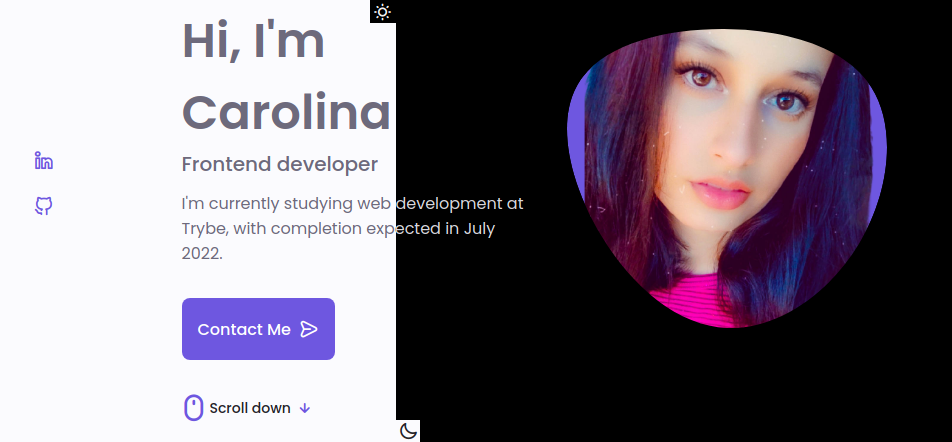 Hi, I'm
Carolina
Frontend developer
I'm currently studying web development at
Trybe, with completion expected in July
2022.
Contact Me
Scroll down